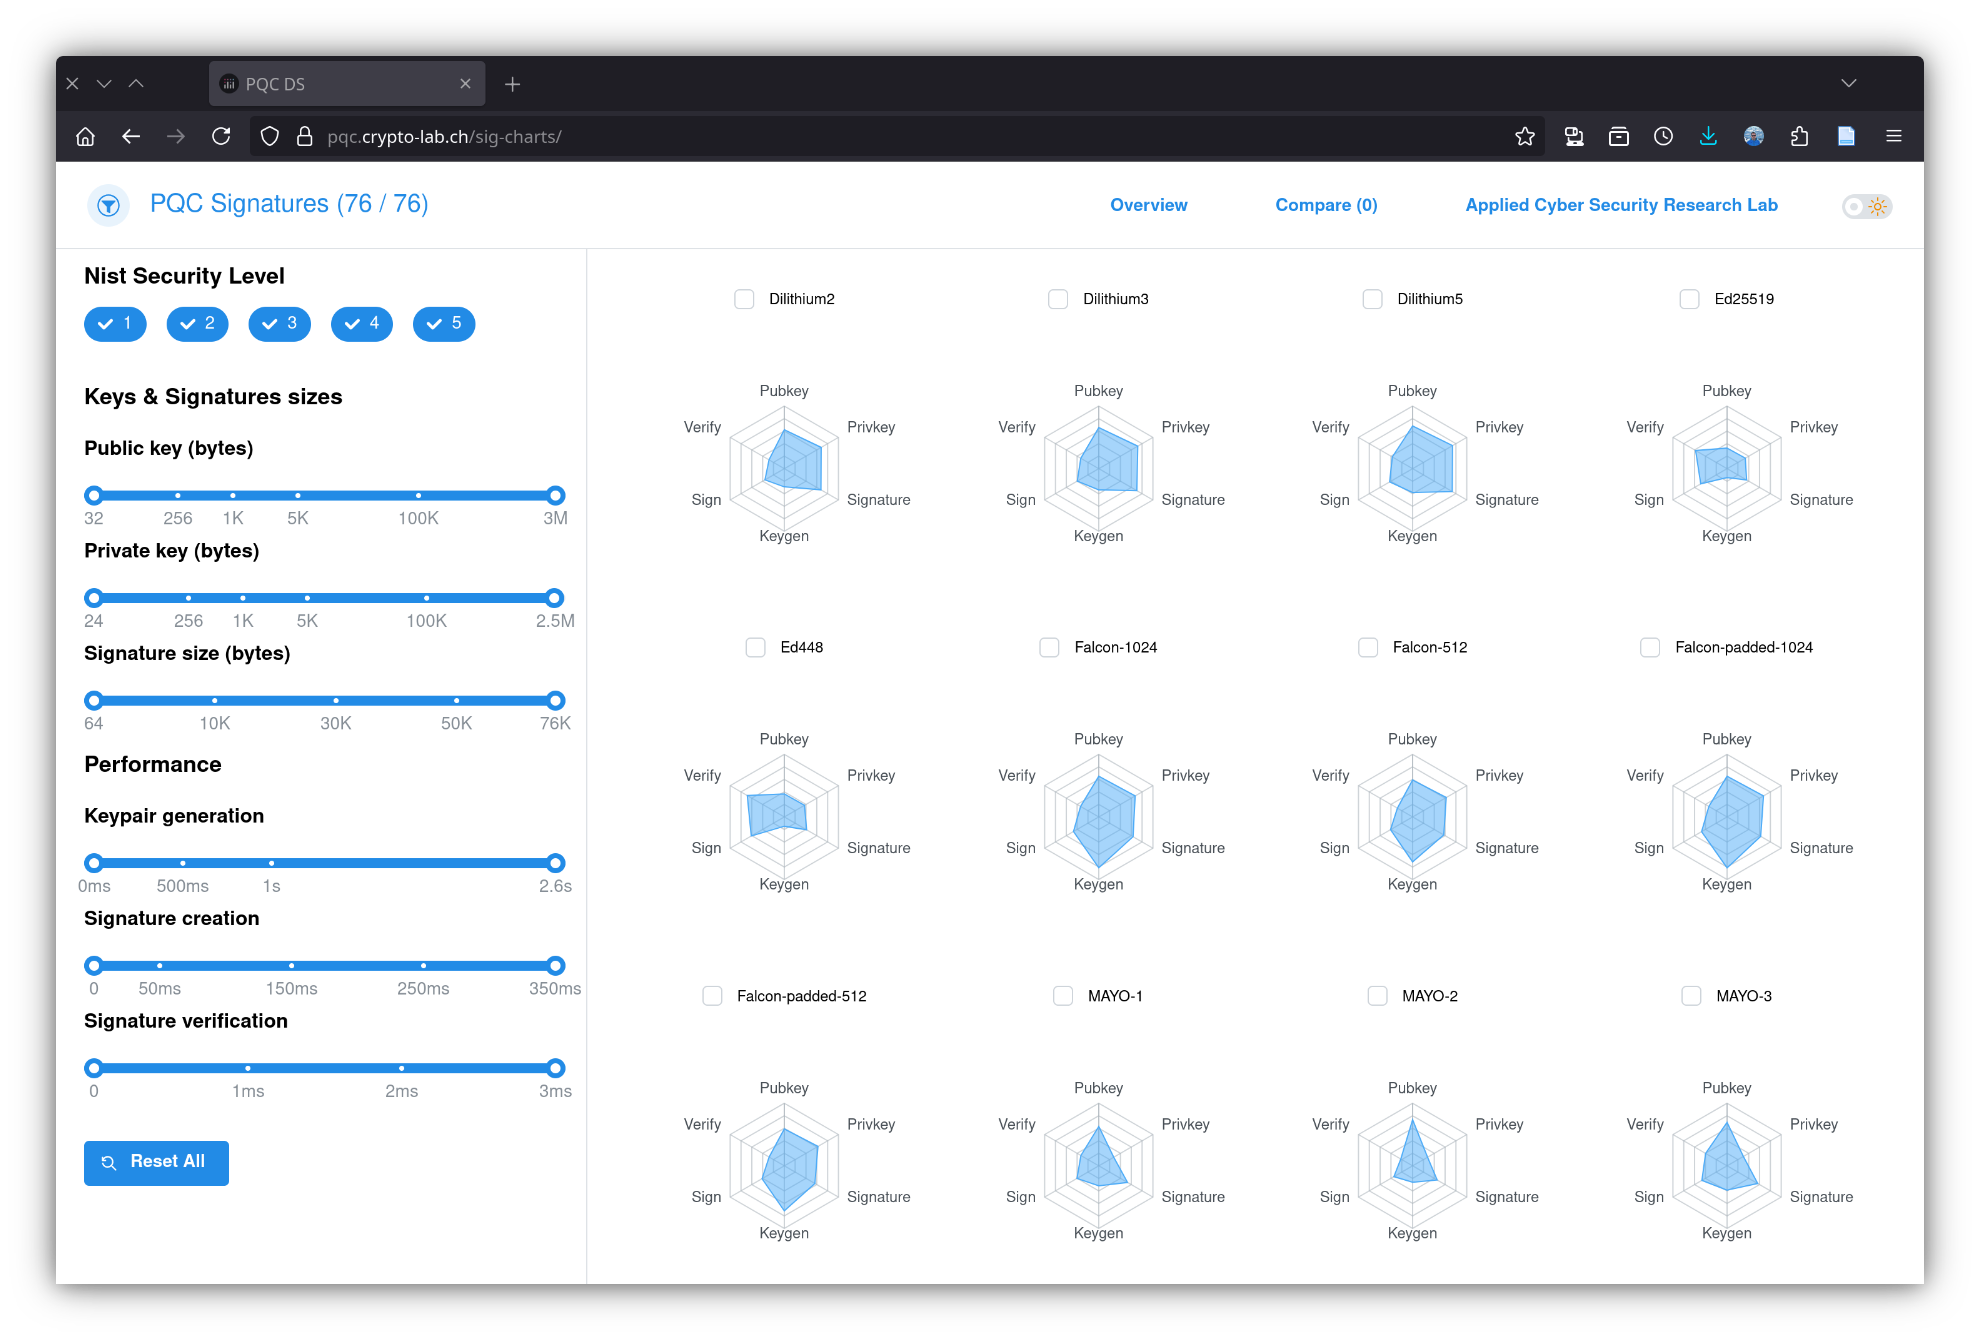 PQC DS
pqc.crypto-lab.ch/sig-charts/
PQC Signatures (76 / 76)
Overview
Compare (0)
Applied Cyber Security Research Lab
Nist Security Level
1 2 3 4 5
Keys & Signatures sizes
Public key (bytes)
32 256 1K 5K 100K 3M
Private key (bytes)
24 256 1K 5K 100K 2.5M
Signature size (bytes)
64 10K 30K 50K 76K
Performance
Keypair generation
0ms 500ms 1s 2.6s
Signature creation
0 50ms 150ms 250ms 350ms
Signature verification
0 1ms 2ms 3ms
Reset All
Dilithium2
Pubkey
Verify Privkey
Sign Signature
Keygen
Dilithium3
Pubkey
Verify Privkey
Sign Signature
Keygen
Dilithium5
Pubkey
Verify Privkey
Sign Signature
Keygen
Ed25519
Pubkey
Verify Privkey
Sign Signature
Keygen
Ed448
Pubkey
Verify Privkey
Sign Signature
Keygen
Falcon-1024
Pubkey
Verify Privkey
Sign Signature
Keygen
Falcon-512
Pubkey
Verify Privkey
Sign Signature
Keygen
Falcon-padded-1024
Pubkey
Verify Privkey
Sign Signature
Keygen
Falcon-padded-512
Pubkey
Verify Privkey
Sign Signature
Keygen
MAYO-1
Pubkey
Verify Privkey
Sign Signature
Keygen
MAYO-2
Pubkey
Verify Privkey
Sign Signature
Keygen
MAYO-3
Pubkey
Verify Privkey
Sign Signature
Keygen